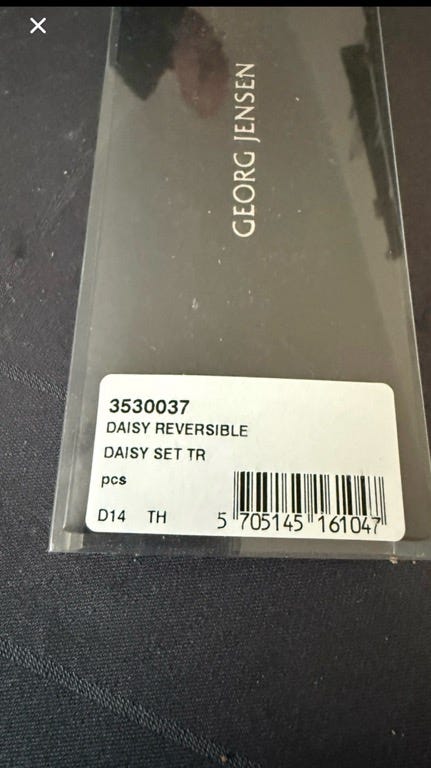 GEORG JENSEN
3530037
DAISY REVERSIBLE
DAISY SET TR
pcs
D14 TH
5 705145 161047